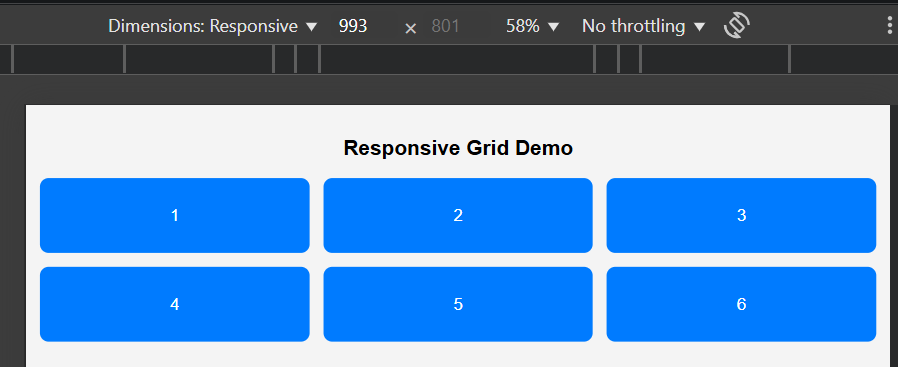 Dimensions: Responsive 993 × 801 58% No throttling
Responsive Grid Demo
1 2 3
4 5 6